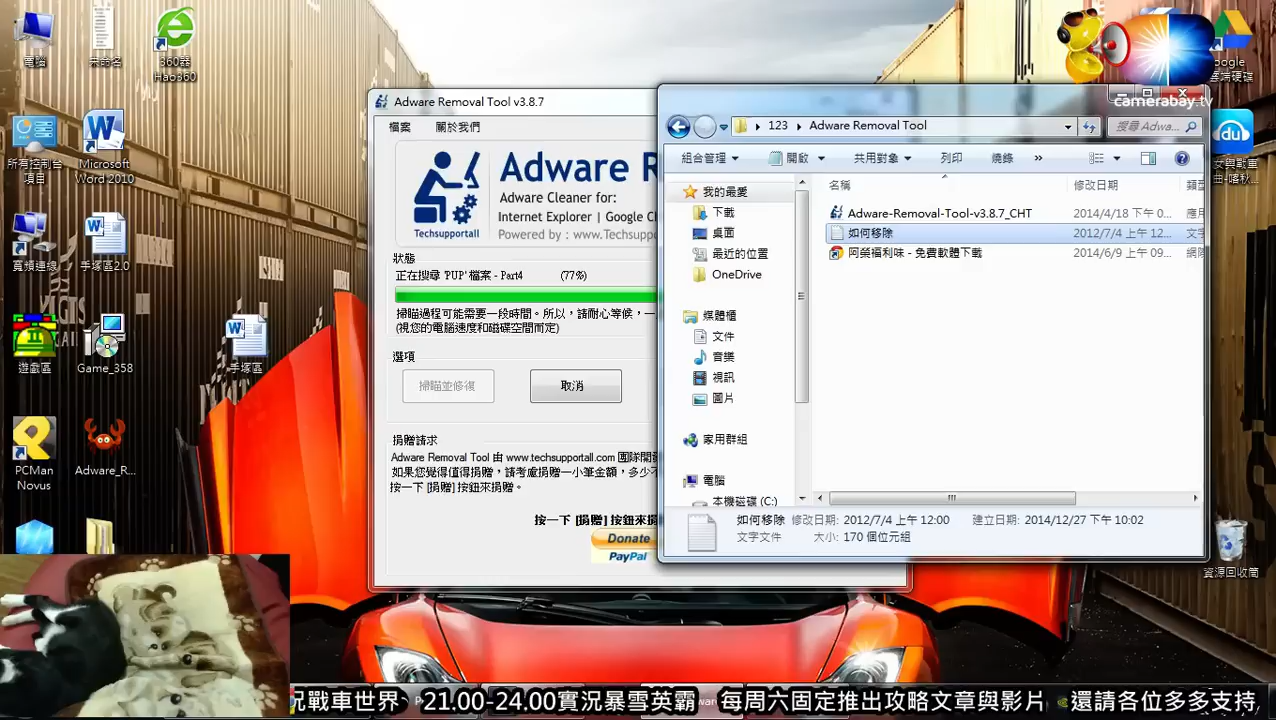 電腦
未命名
360器
Hao360
所有控制台
項目
Microsoft
Word 2010
寬頻連線
手塚區2.0
遊戲區
Game_358
手塚區
PCMan
Novus
Adware_R...
Adware Removal Tool v3.8.7
檔案 關於我們
Techsupportall
Adware R
Adware Cleaner for:
Internet Explorer | Google Ch
Powered by : www.Techsuppo
狀態
正在搜尋 'PUP' 檔案 - Part4 (77%)
掃瞄過程可能需要一段時間。所以，請耐心等候，一
(視您的電腦速度和磁碟空間而定)
選項
掃瞄並修復 取消
捐贈請求
Adware Removal Tool 由 www.techsupportall.com 團隊開發
如果您覺得值得捐贈，請考慮捐贈一小筆金額，多少不
按一下 [捐贈] 按鈕來捐贈。
按一下 [捐贈] 按鈕來捐
Donate
PayPal
camerabay.tv
123 Adware Removal Tool
搜尋 Adwa...
組合管理 開啟 共用對象 列印 燒錄 »
我的最愛
下載
桌面
最近的位置
OneDrive
媒體櫃
文件
音樂
視訊
圖片
家用群組
電腦
本機磁碟 (C:)
名稱 修改日期 類型
Adware-Removal-Tool-v3.8.7_CHT 2014/4/18 下午 0... 應用
如何移除 2012/7/4 上午 12... 文字
阿榮福利味 - 免費軟體下載 2014/6/9 上午 09... 網際
如何移除 修改日期: 2012/7/4 上午 12:00 建立日期: 2014/12/27 下午 10:02
文字文件 大小: 170 個位元組
資源回收筒
況戰車世界 21.00-24.00實況暴雪英霸 每周六固定推出攻略文章與影片 還請各位多多支持